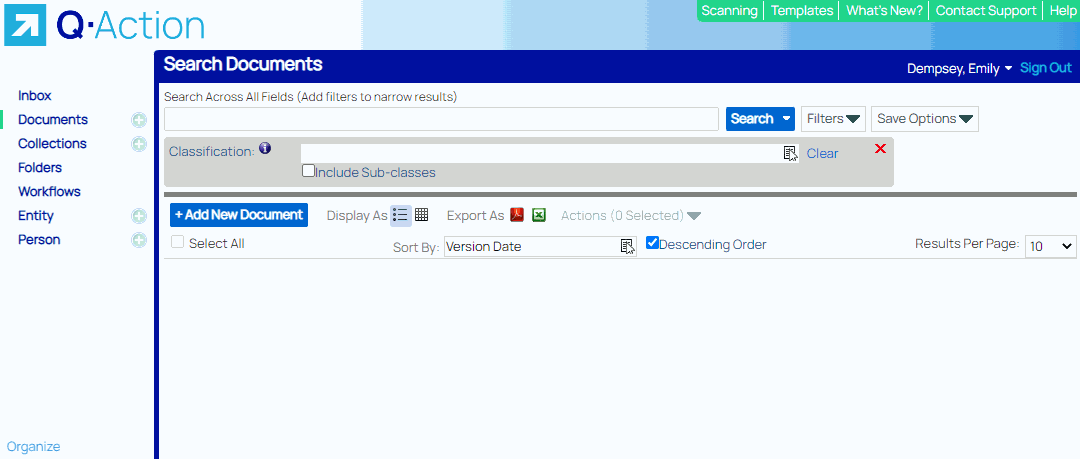 Q·Action
Scanning Templates What's New? Contact Support Help
Search Documents
Dempsey, Emily Sign Out
Inbox
Documents
Collections
Folders
Workflows
Entity
Person
Organize
Search Across All Fields (Add filters to narrow results)
Search Filters Save Options
Classification: Clear
Include Sub-classes
+ Add New Document Display As Export As Actions (0 Selected)
Select All Sort By: Version Date Descending Order Results Per Page: 10